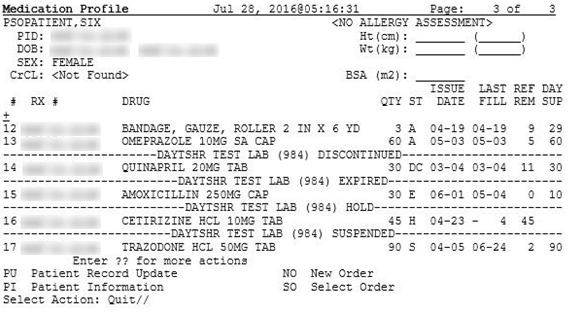 Medication Profile Jul 28, 2016@05:16:31 Page: 3 of 3
PSOPATIENT,SIX <NO ALLERGY ASSESSMENT>
PID: Ht(cm): _______ (______)
DOB: Wt(kg): _______ (______)
SEX: FEMALE
CrCL: <Not Found> BSA (m2): _______
ISSUE LAST REF DAY
# RX # DRUG QTY ST DATE FILL REM SUP
+
12 BANDAGE, GAUZE, ROLLER 2 IN X 6 YD 3 A 04-19 04-19 9 29
13 OMEPRAZOLE 10MG SA CAP 60 A 05-03 05-03 5 60
-----------------------DAYTSHR TEST LAB (984) DISCONTINUED----------------------
14 QUINAPRIL 20MG TAB 30 DC 03-04 03-04 11 30
-------------------------DAYTSHR TEST LAB (984) EXPIRED-------------------------
15 AMOXICILLIN 250MG CAP 30 E 06-01 05-04 0 10
-------------------------DAYTSHR TEST LAB (984) HOLD----------------------------
16 CETIRIZINE HCL 10MG TAB 45 H 04-23 - 4 45
-------------------------DAYTSHR TEST LAB (984) SUSPENDED-----------------------
17 TRAZODONE HCL 50MG TAB 90 S 04-05 06-24 2 90
Enter ?? for more actions
PU Patient Record Update NO New Order
PI Patient Information SO Select Order
Select Action: Quit//